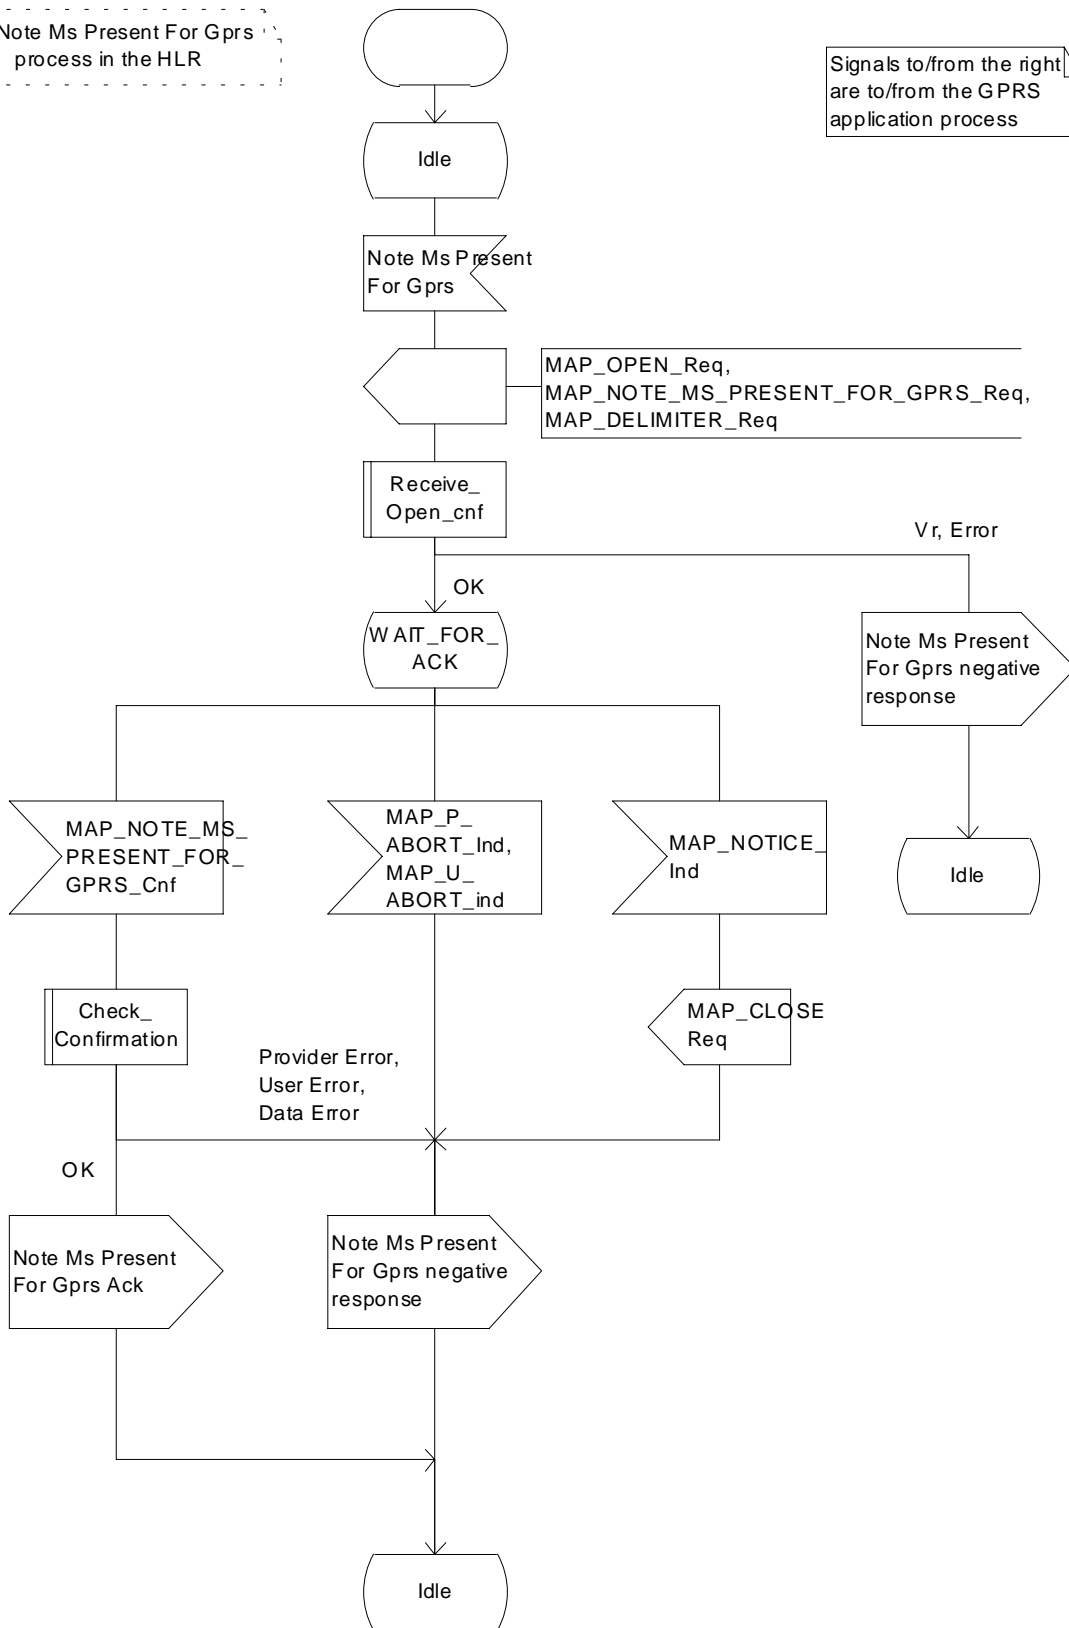 Note Ms Present For Gprs
process in the HLR
Signals to/from the right
are to/from the GPRS
application process
Idle
Note Ms Present
For Gprs
MAP_OPEN_Req,
MAP_NOTE_MS_PRESENT_FOR_GPRS_Req,
MAP_DELIMITER_Req
Receive_
Open_cnf
Vr, Error
OK
WAIT_FOR_
ACK
Note Ms Present
For Gprs negative
response
MAP_NOTE_MS_
PRESENT_FOR_
GPRS_Cnf
MAP_P_
ABORT_Ind,
MAP_U_
ABORT_ind
MAP_NOTICE_
Ind
Idle
Check_
Confirmation
MAP_CLOSE
Req
Provider Error,
User Error,
Data Error
OK
Note Ms Present
For Gprs Ack
Note Ms Present
For Gprs negative
response
Idle